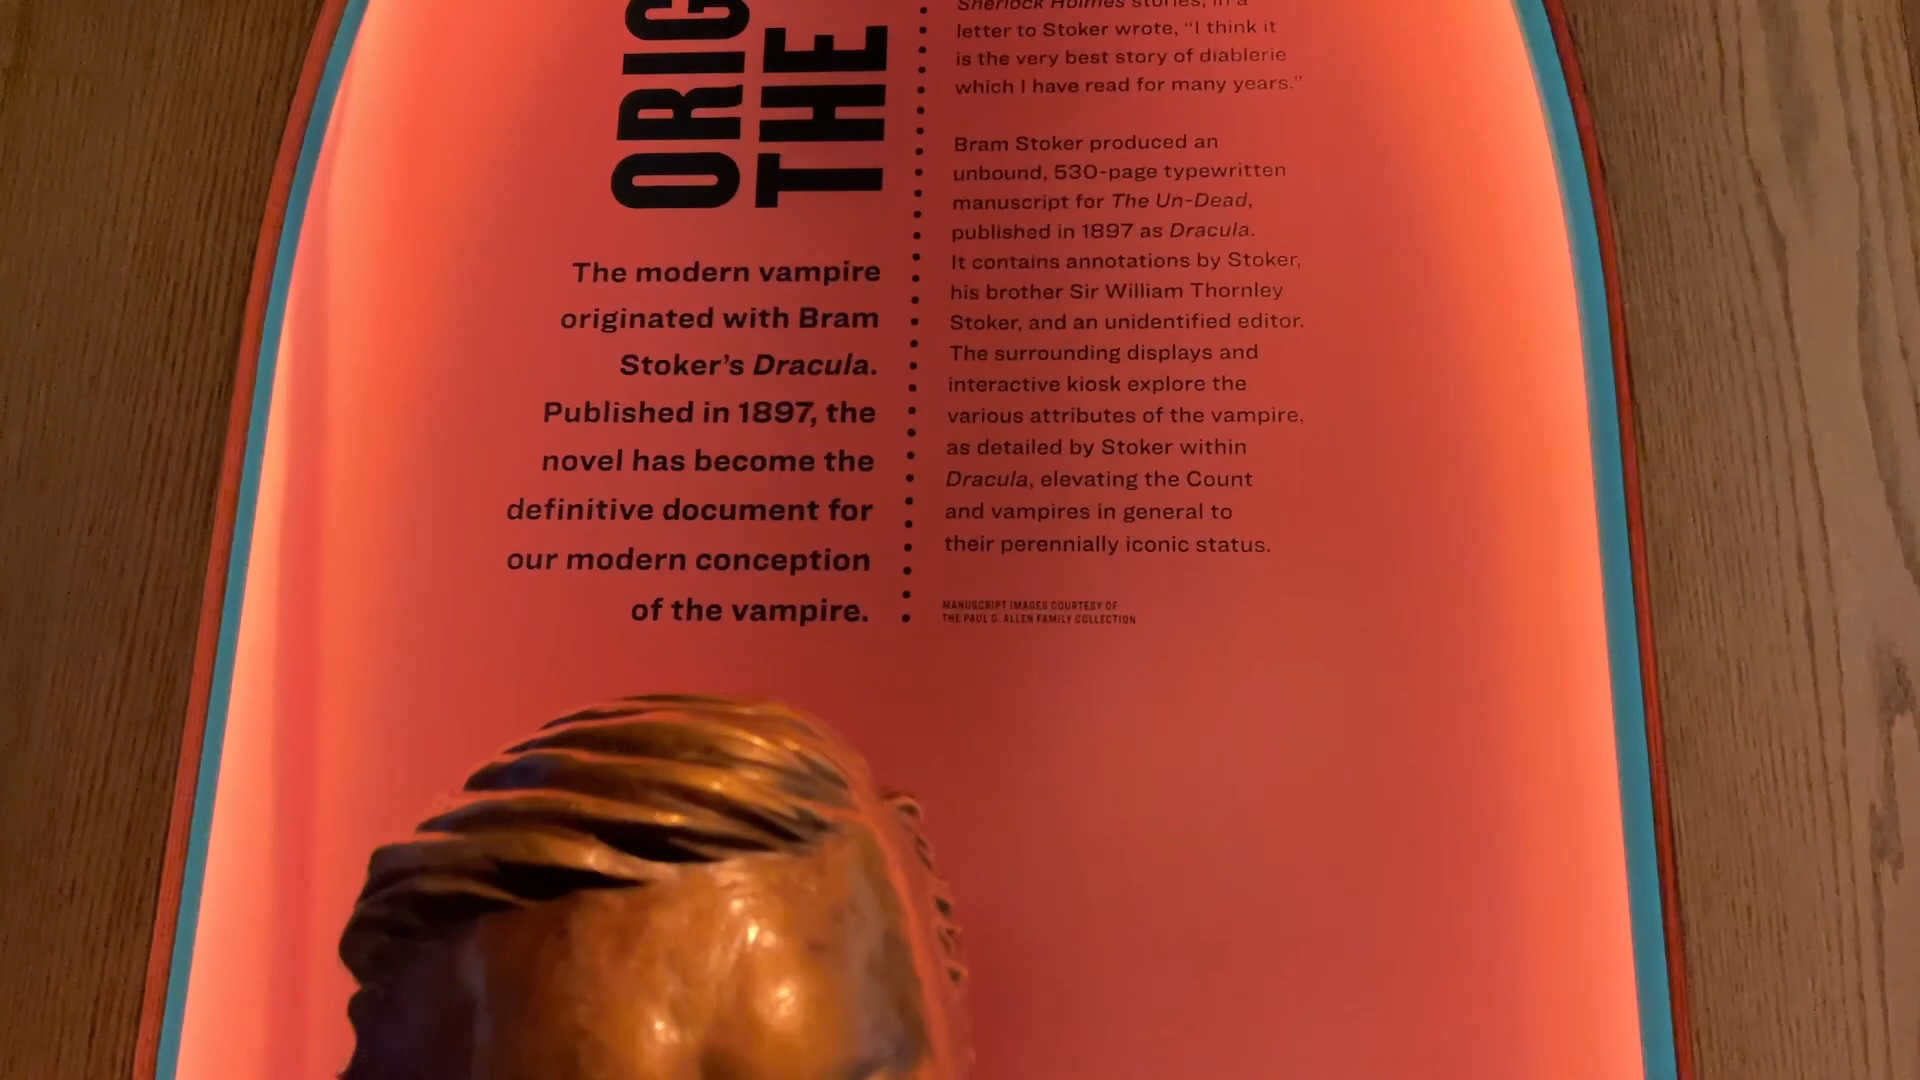 ORIG
THE
The modern vampire
originated with Bram
Stoker's Dracula.
Published in 1897, the
novel has become the
definitive document for
our modern conception
of the vampire.
Sherlock Holmes stories, in a
letter to Stoker wrote, “I think it
is the very best story of diablerie
which I have read for many years.”
Bram Stoker produced an
unbound, 530-page typewritten
manuscript for The Un-Dead,
published in 1897 as Dracula.
It contains annotations by Stoker,
his brother Sir William Thornley
Stoker, and an unidentified editor.
The surrounding displays and
interactive kiosk explore the
various attributes of the vampire,
as detailed by Stoker within
Dracula, elevating the Count
and vampires in general to
their perennially iconic status.
MANUSCRIPT IMAGES COURTESY OF
THE PAUL G. ALLEN FAMILY COLLECTION